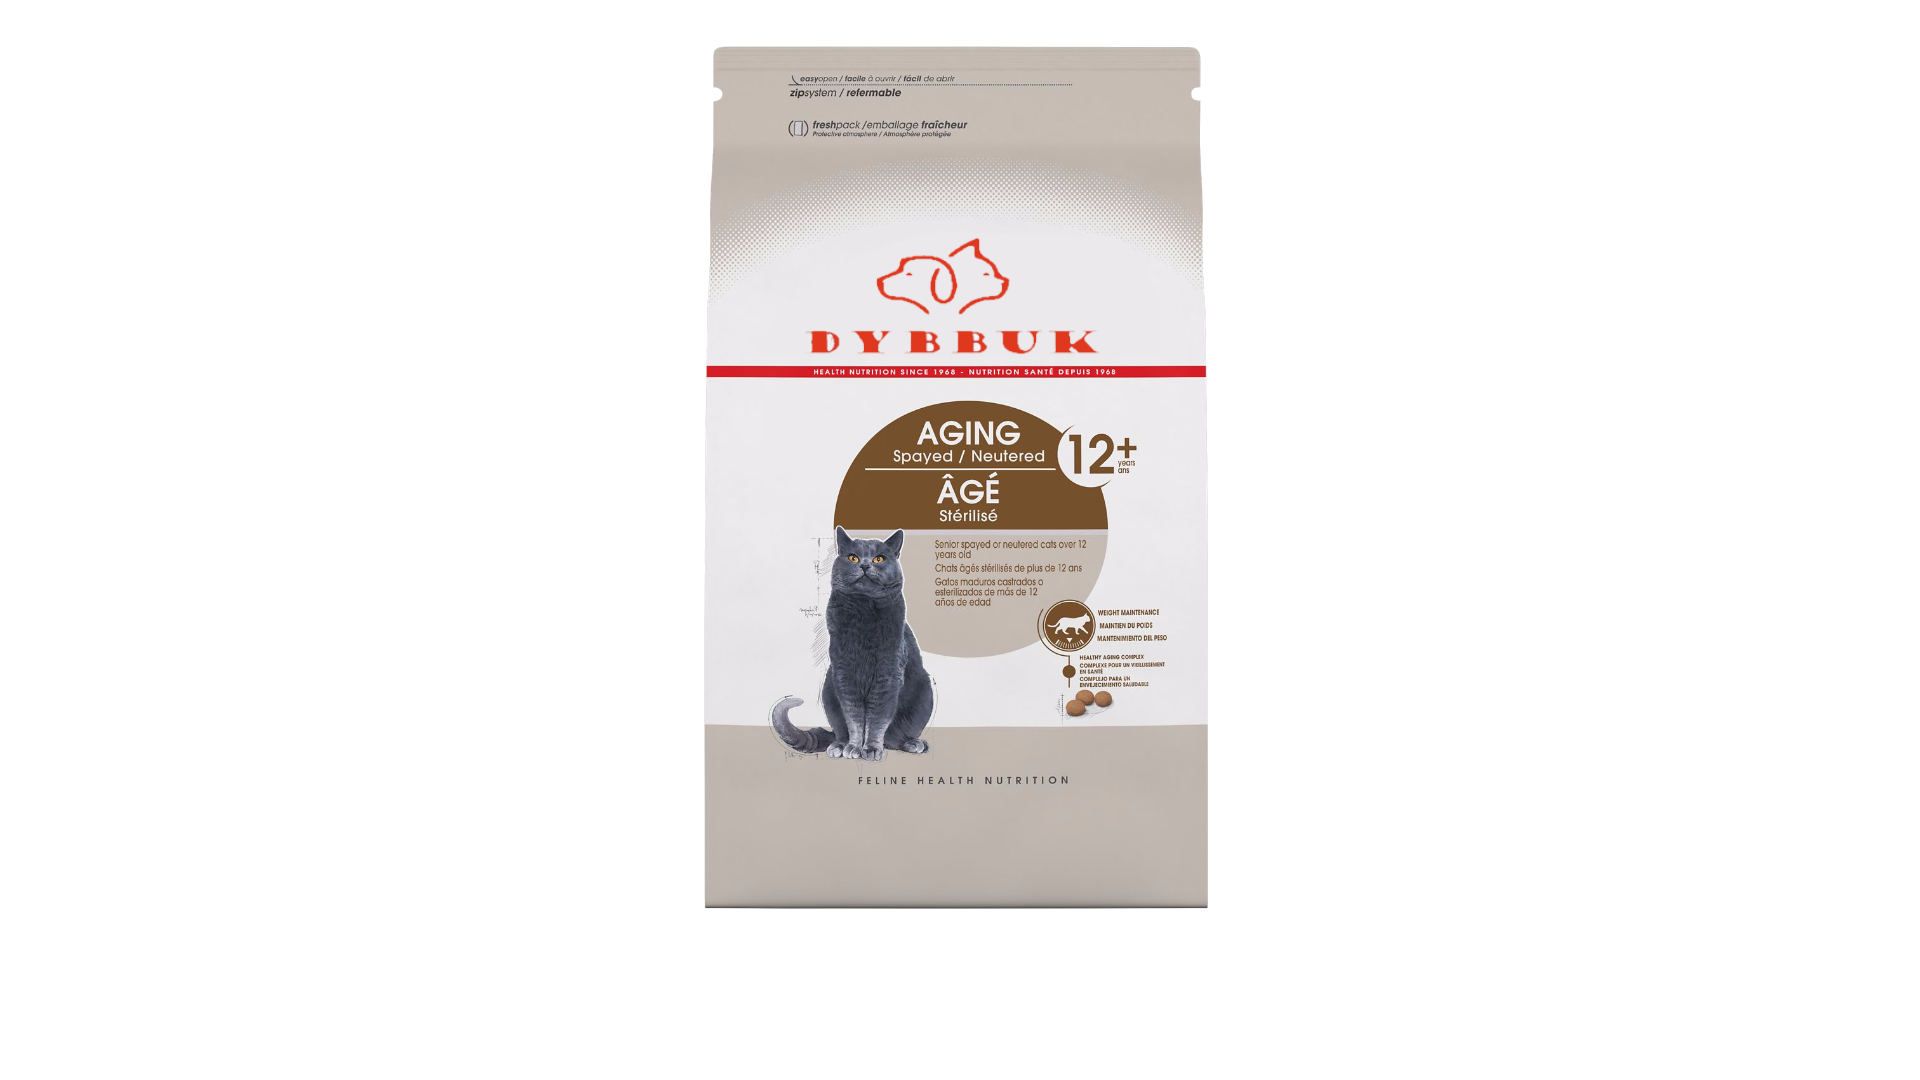 easyopen / facile à ouvrir / fácil de abrir
zipsystem / refermable
freshpack /emballage fraîcheur
Protective atmosphere / Atmosphère protégée
DYBBUK
HEALTH NUTRITION SINCE 1968 - NUTRITION SANTÉ DEPUIS 1968
AGING
Spayed / Neutered
12+
years
ans
ÂGÉ
Stérilisé
Senior spayed or neutered cats over 12
years old
Chats âgés stérilisés de plus de 12 ans
Gatos maduros castrados o
esterilizados de más de 12
años de edad
WEIGHT MAINTENANCE
MAINTIEN DU POIDS
MANTENIMIENTO DEL PESO
HEALTHY AGING COMPLEX
COMPLEXE POUR UN VIEILLISSEMENT
EN SANTÉ
COMPLEJO PARA UN
ENVEJECIMIENTO SALUDABLE
FELINE HEALTH NUTRITION